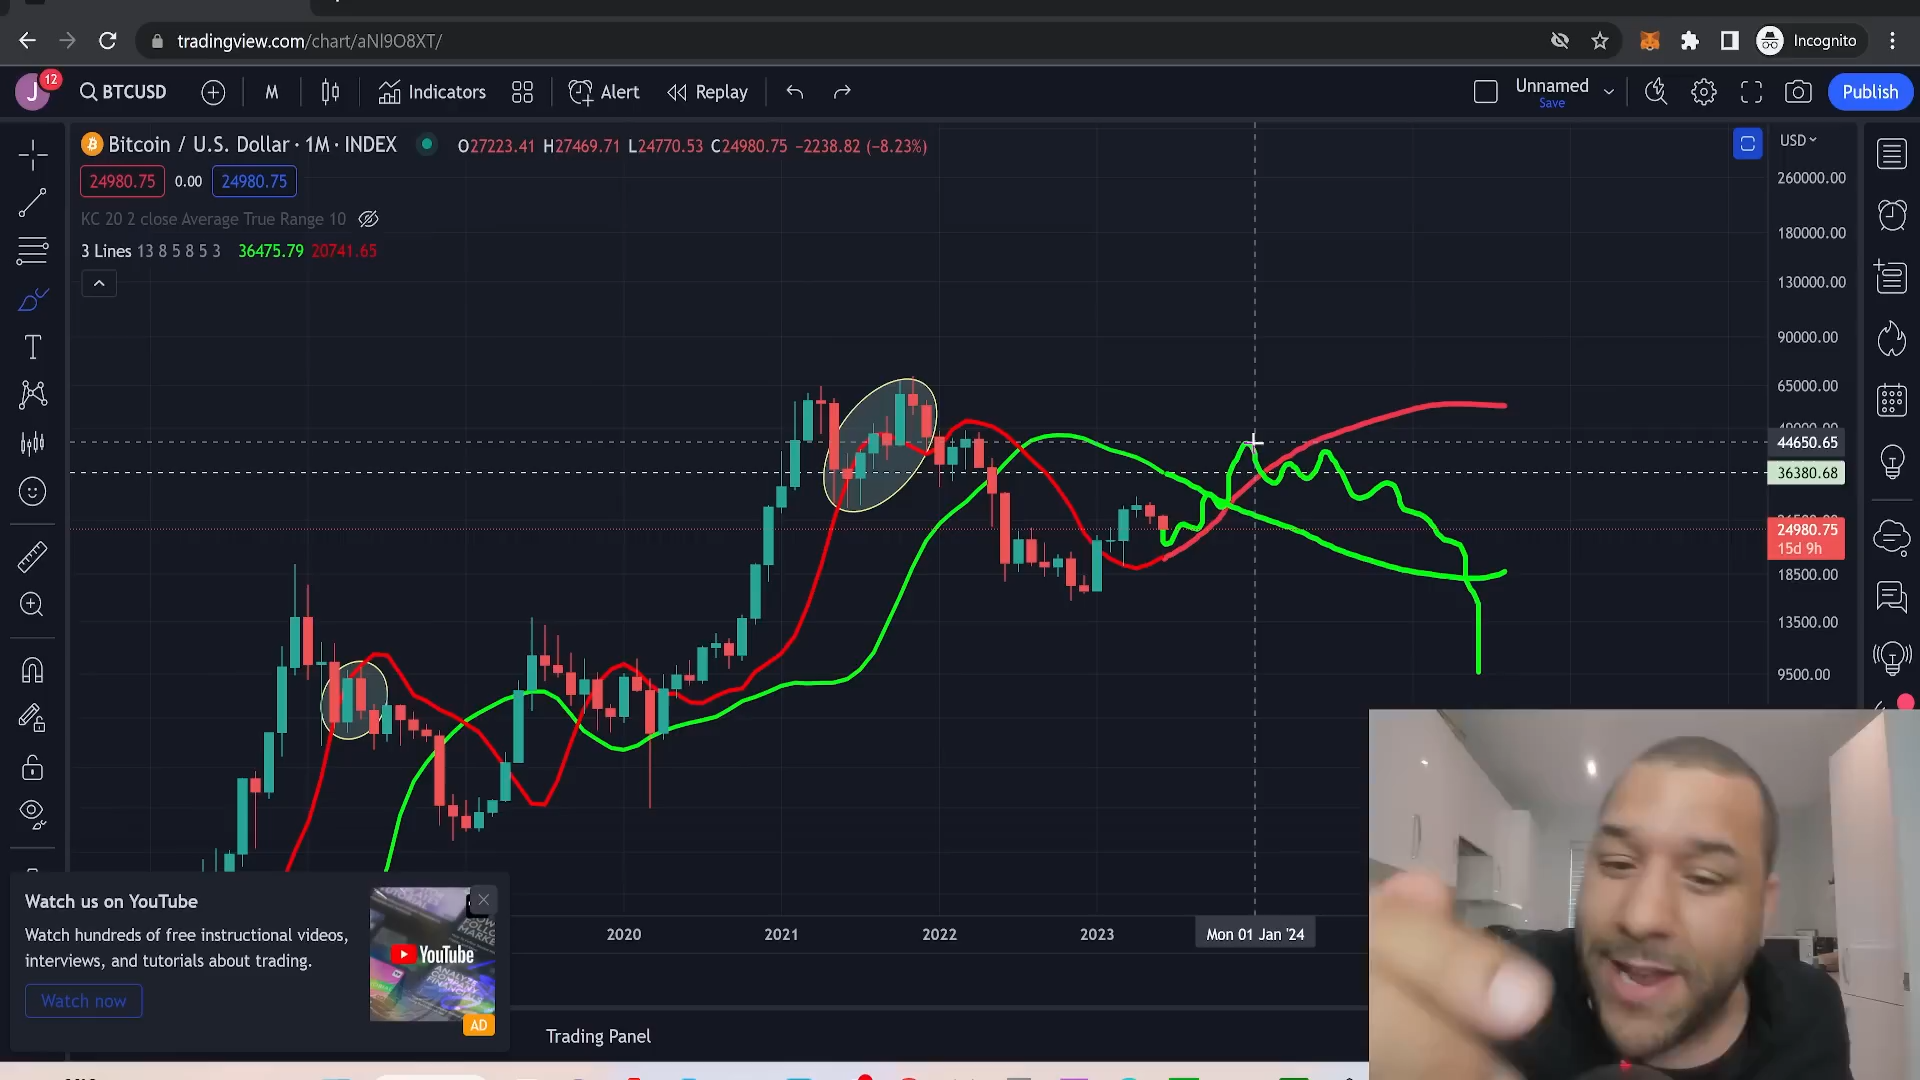 tradingview.com/chart/aNI9O8XT/
Incognito
J
12
BTCUSD
M
Indicators
Alert
Replay
Unnamed
Save
Publish
Bitcoin / U.S. Dollar · 1M · INDEX
O27223.41 H27469.71 L24770.53 C24980.75 −2238.82 (−8.23%)
24980.75
0.00
24980.75
KC 20 2 close Average True Range 10
3 Lines 13 8 5 8 5 3 36475.79 20741.65
USD
260000.00
180000.00
130000.00
90000.00
65000.00
44650.65
36380.68
24980.75
15d 9h
18500.00
13500.00
9500.00
T
2020
2021
2022
2023
Mon 01 Jan '24
Watch us on YouTube
Watch hundreds of free instructional videos,
interviews, and tutorials about trading.
Watch now
YouTube
AD
Trading Panel